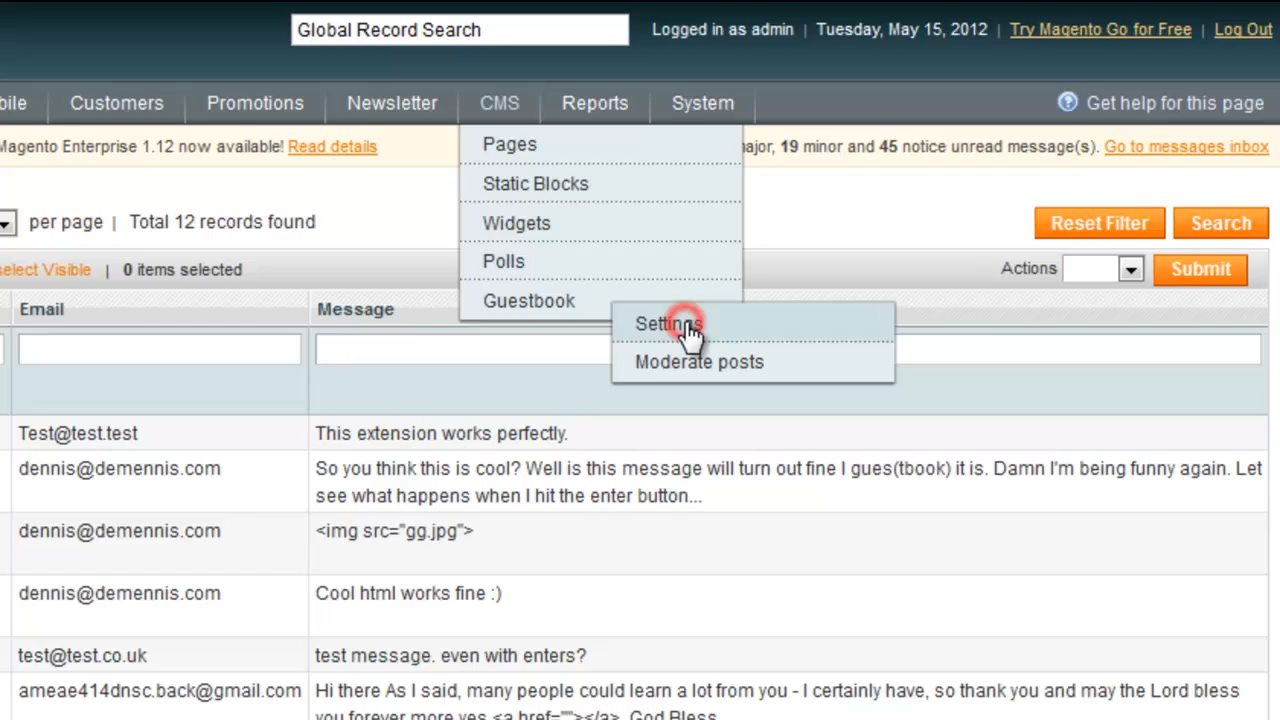 Global Record Search
Logged in as admin | Tuesday, May 15, 2012 | Try Magento Go for Free | Log Out
bile Customers Promotions Newsletter CMS Reports System Get help for this page
Magento Enterprise 1.12 now available! Read details
ajor, 19 minor and 45 notice unread message(s). Go to messages inbox
Pages
Static Blocks
Widgets
Polls
Guestbook
Settings
Moderate posts
per page | Total 12 records found
Reset Filter Search
select Visible | 0 items selected
Actions Submit
Email Message
Test@test.test This extension works perfectly.
dennis@demennis.com So you think this is cool? Well is this message will turn out fine I gues(tbook) it is. Damn I'm being funny again. Let
see what happens when I hit the enter button...
dennis@demennis.com <img src="gg.jpg">
dennis@demennis.com Cool html works fine :)
test@test.co.uk test message. even with enters?
ameae414dnsc.back@gmail.com Hi there As I said, many people could learn a lot from you - I certainly have, so thank you and may the Lord bless
you forever more yes <a href=""></a>. God Bless